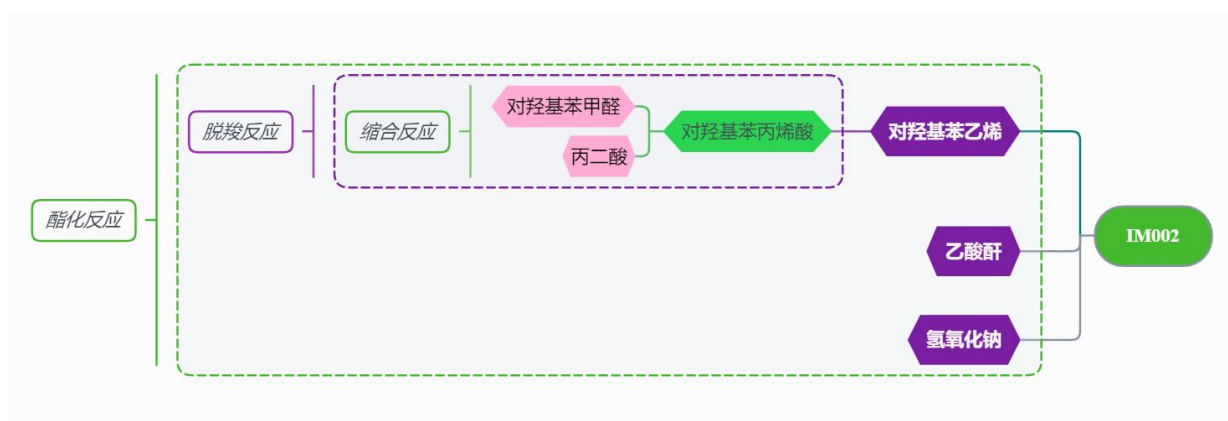 酯化反应
脱羧反应
缩合反应
对羟基苯甲醛
丙二酸
对羟基苯丙烯酸
对羟基苯乙烯
乙酸酐
氢氧化钠
IM002